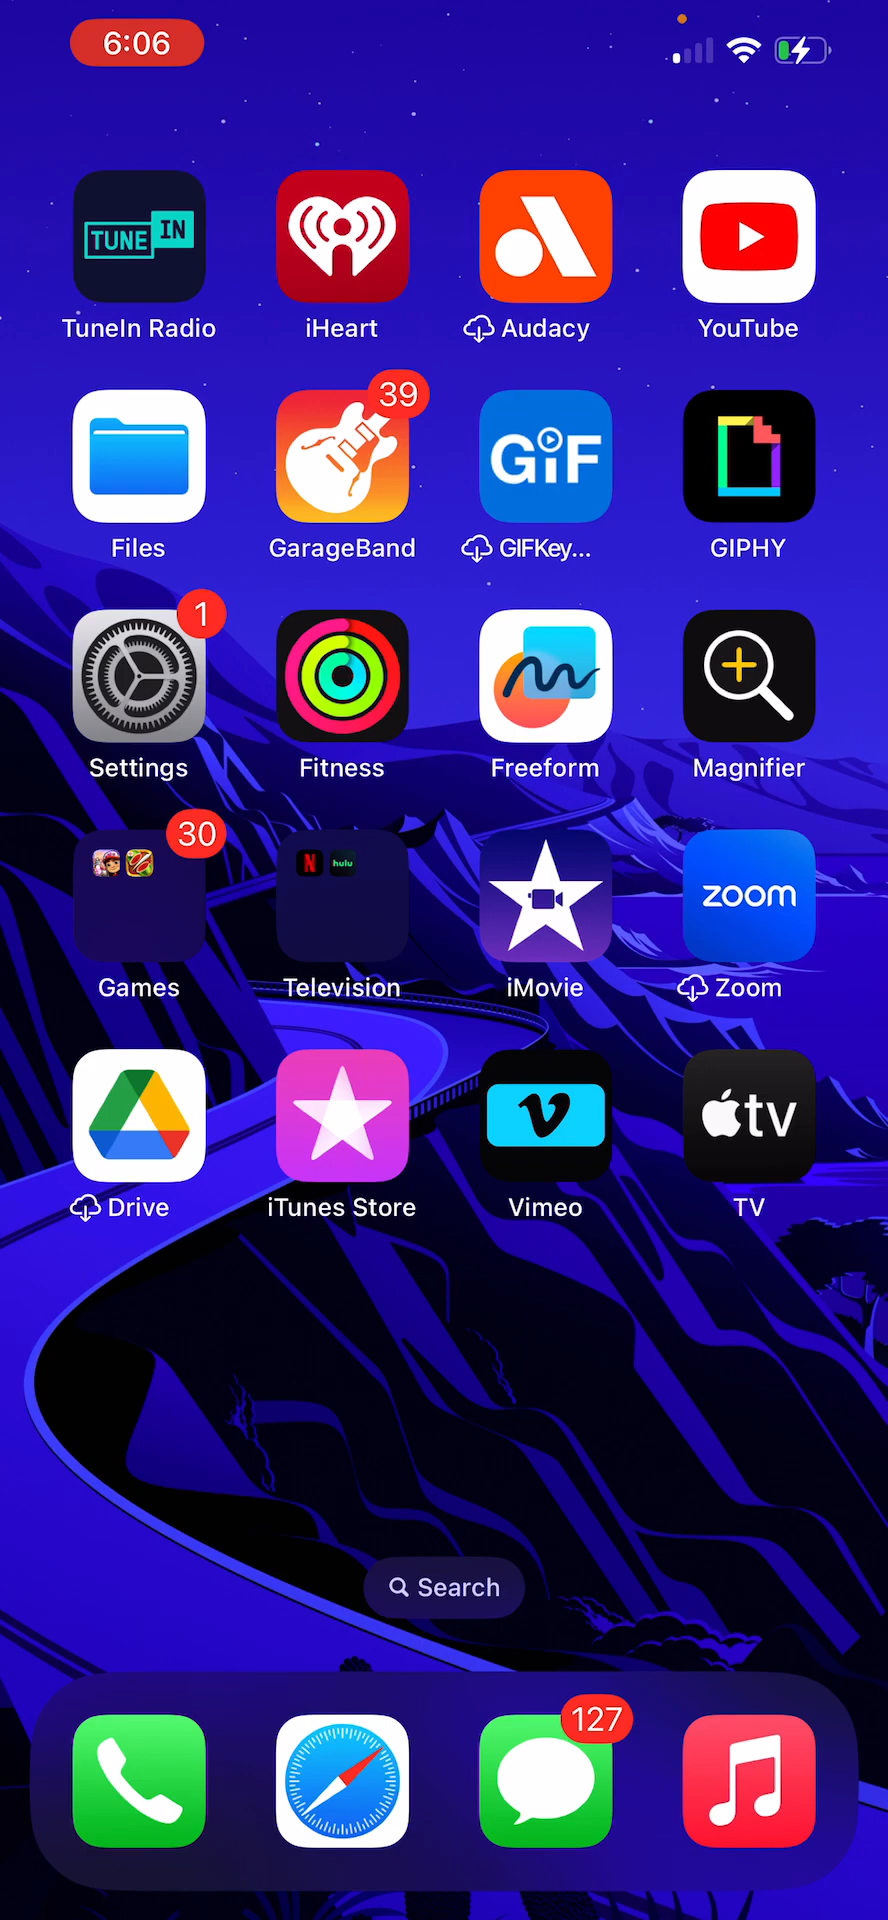 6:06
TUNE IN
TuneIn Radio
iHeart
Audacy
YouTube
39
GiF
Files
GarageBand
GIFKey...
GIPHY
1
Settings
Fitness
Freeform
Magnifier
30
N
hulu
zoom
Games
Television
iMovie
Zoom
tv
Drive
iTunes Store
Vimeo
TV
Search
127